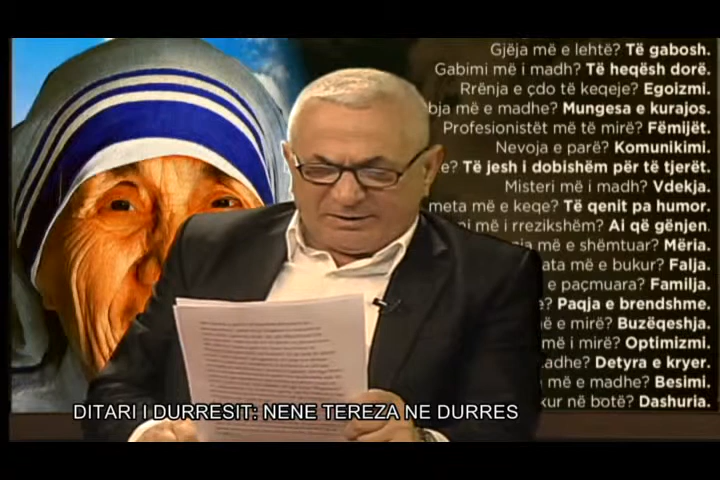 Gjëja më e lehtë? Të gabosh.
Gabimi më i madh? Të heqësh dorë.
Rrënja e çdo të keqeje? Egoizmi.
bja më e madhe? Mungesa e kurajos.
Profesionistët më të mirë? Fëmijët.
Nevoja e parë? Komunikimi.
e? Të jesh i dobishëm për të tjerët.
Misteri më i madh? Vdekja.
meta më e keqe? Të qenit pa humor.
i rrezikshëm? Ai që gënjen.
ja më e shëmtuar? Mëria.
ata më e bukur? Falja.
e paçmuara? Familja.
e? Paqja e brendshme.
ë e mirë? Buzëqeshja.
më i mirë? Optimizmi.
adhe? Detyra e kryer.
më e madhe? Besimi.
kur në botë? Dashuria.
DITARI I DURRESIT: NENE TEREZA NE DURRES